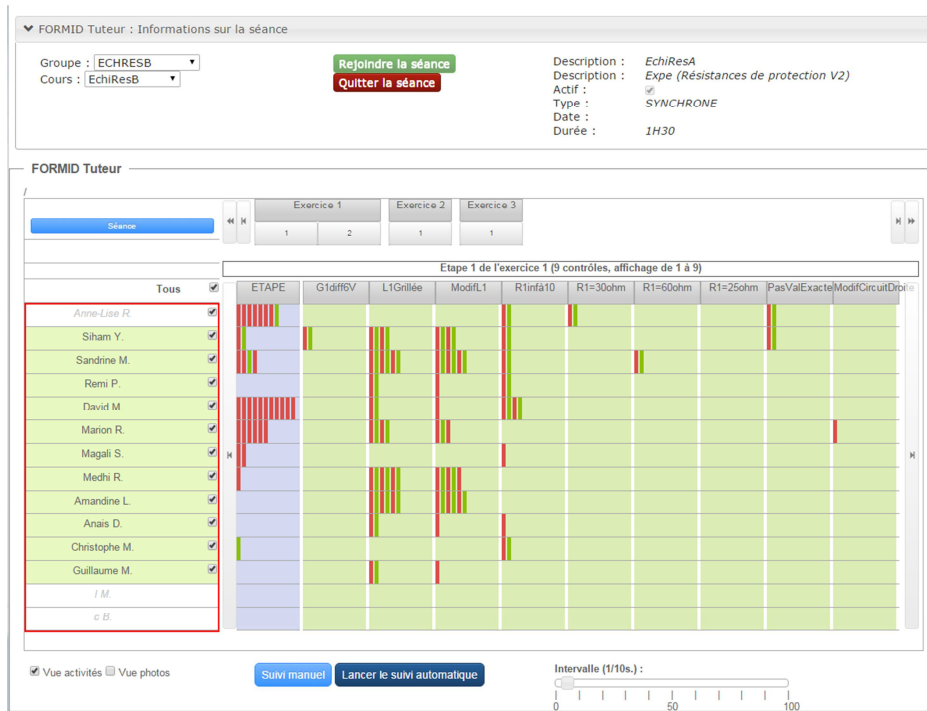 FORMID Tuteur : Informations sur la séance
Groupe : ECHRESB
Cours : EchiResB
Rejoindre la séance
Quitter la séance
Description : EchiResA
Description : Expe (Résistances de protection V2)
Actif :
Type : SYNCHRONE
Date :
Durée : 1H30
FORMID Tuteur
/
Séance
Exercice 1 Exercice 2 Exercice 3
1 2 1 1
Etape 1 de l'exercice 1 (9 contrôles, affichage de 1 à 9)
Tous ETAPE G1diff6V L1Grillée ModifL1 R1infà10 R1=30ohm R1=60ohm R1=25ohm PasValExacte ModifCircuitDroite
Anne-Lise R.
Siham Y.
Sandrine M.
Remi P.
David M.
Marion R.
Magali S.
Medhi R.
Amandine L.
Anais D.
Christophe M.
Guillaume M.
I M.
c B.
Vue activités Vue photos
Suivi manuel Lancer le suivi automatique
Intervalle (1/10s.) :
0 50 100